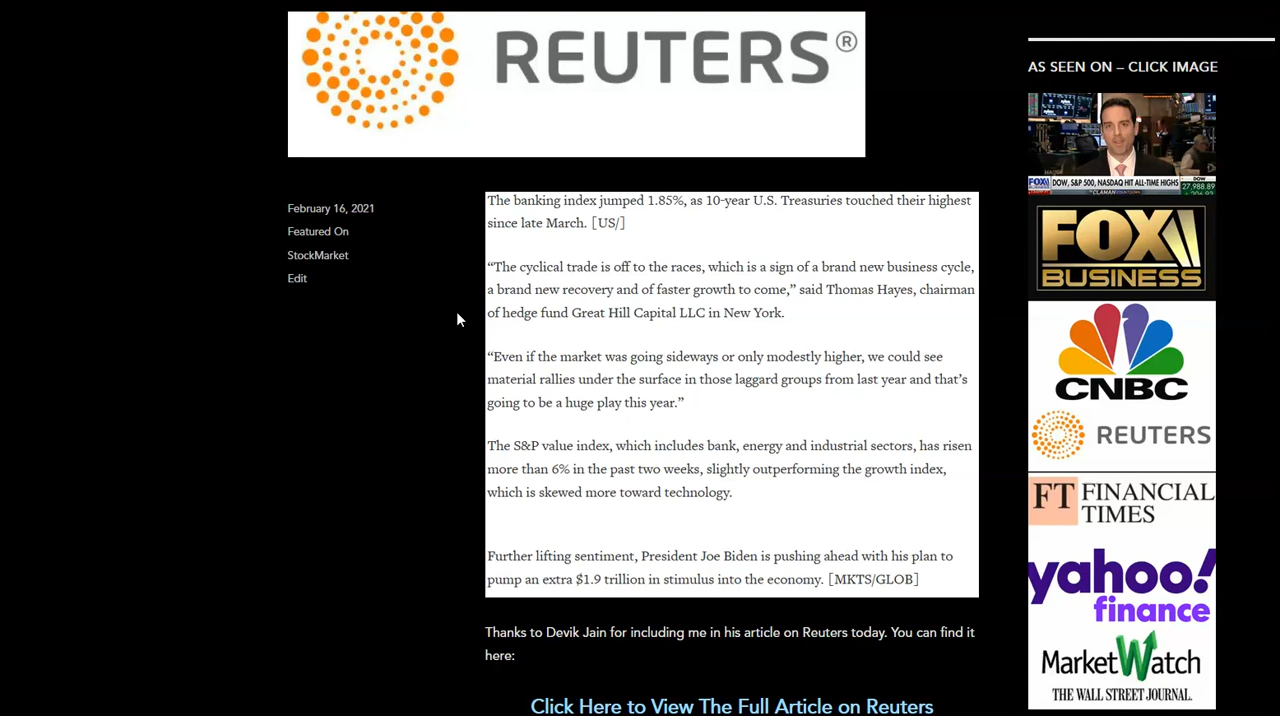 REUTERS®
AS SEEN ON – CLICK IMAGE
FOX
BUSINESS
DOW, S&P 500, NASDAQ HIT ALL-TIME HIGHS
DOW
27,988.89
FOX
BUSINESS
CNBC
REUTERS
FT FINANCIAL
TIMES
yahoo!
finance
MarketWatch
THE WALL STREET JOURNAL.
February 16, 2021
Featured On
StockMarket
Edit
The banking index jumped 1.85%, as 10-year U.S. Treasuries touched their highest
since late March. [US/]
“The cyclical trade is off to the races, which is a sign of a brand new business cycle,
a brand new recovery and of faster growth to come,” said Thomas Hayes, chairman
of hedge fund Great Hill Capital LLC in New York.
“Even if the market was going sideways or only modestly higher, we could see
material rallies under the surface in those laggard groups from last year and that’s
going to be a huge play this year.”
The S&P value index, which includes bank, energy and industrial sectors, has risen
more than 6% in the past two weeks, slightly outperforming the growth index,
which is skewed more toward technology.
Further lifting sentiment, President Joe Biden is pushing ahead with his plan to
pump an extra $1.9 trillion in stimulus into the economy. [MKTS/GLOB]
Thanks to Devik Jain for including me in his article on Reuters today. You can find it
here:
Click Here to View The Full Article on Reuters